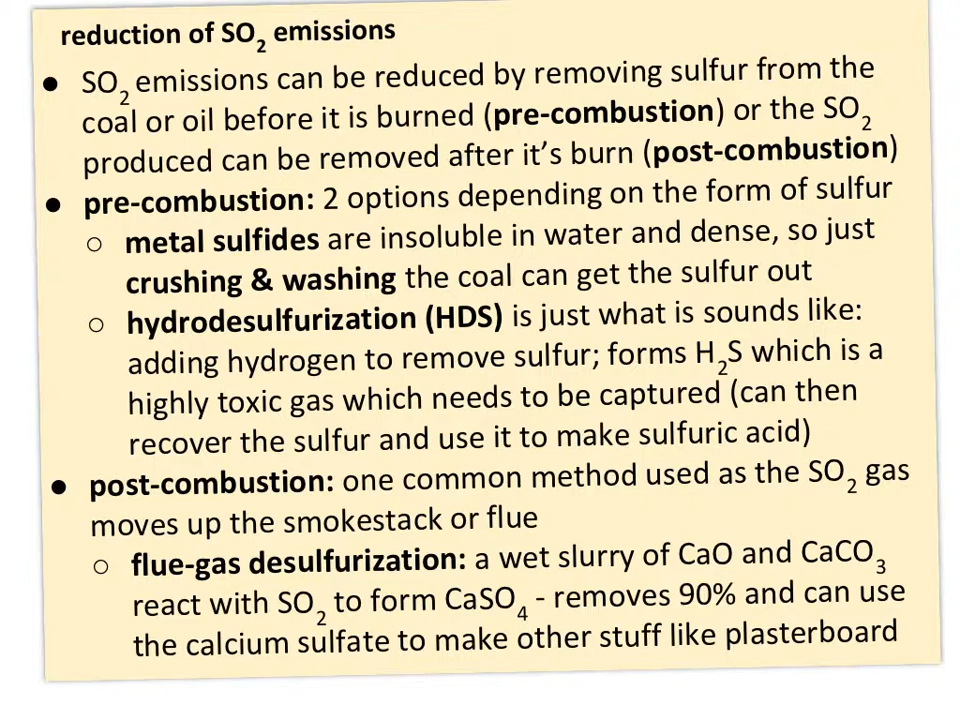 reduction of SO₂ emissions
● SO₂ emissions can be reduced by removing sulfur from the
coal or oil before it is burned (pre-combustion) or the SO₂
produced can be removed after it's burn (post-combustion)
● pre-combustion: 2 options depending on the form of sulfur
○ metal sulfides are insoluble in water and dense, so just
crushing & washing the coal can get the sulfur out
○ hydrodesulfurization (HDS) is just what is sounds like:
adding hydrogen to remove sulfur; forms H₂S which is a
highly toxic gas which needs to be captured (can then
recover the sulfur and use it to make sulfuric acid)
● post-combustion: one common method used as the SO₂ gas
moves up the smokestack or flue
○ flue-gas desulfurization: a wet slurry of CaO and CaCO₃
react with SO₂ to form CaSO₄ - removes 90% and can use
the calcium sulfate to make other stuff like plasterboard